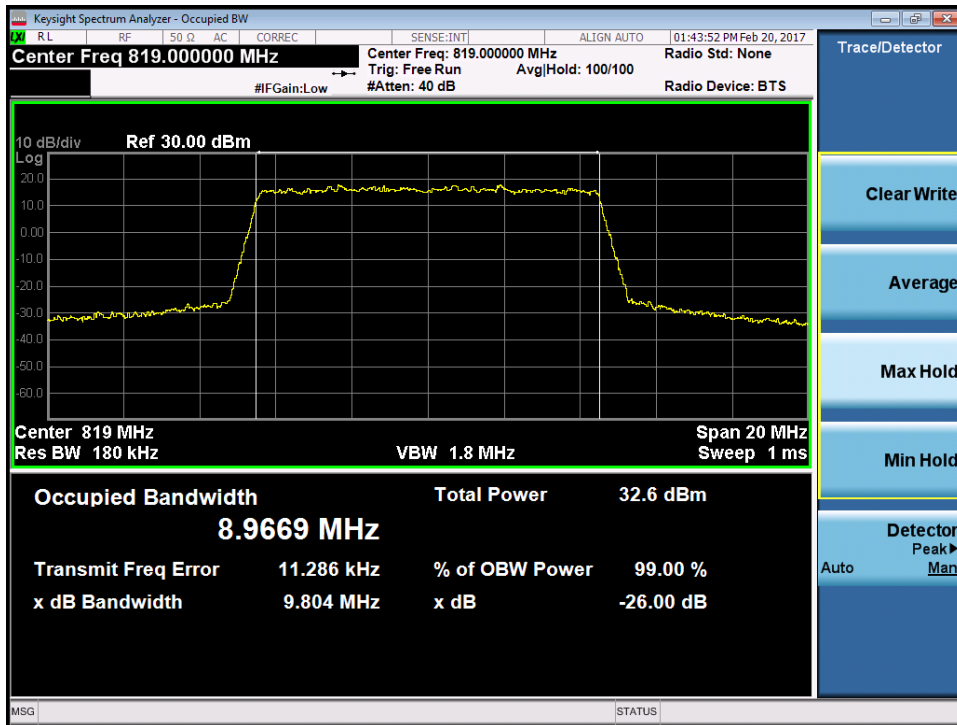 Keysight Spectrum Analyzer - Occupied BW
LXI RL RF 50 Ω AC CORREC SENSE:INT ALIGN AUTO 01:43:52 PM Feb 20, 2017
Center Freq 819.000000 MHz
#IFGain:Low
Center Freq: 819.000000 MHz
Trig: Free Run Avg|Hold: 100/100
#Atten: 40 dB
Radio Std: None
Radio Device: BTS
Trace/Detector
10 dB/div Ref 30.00 dBm
Log
20.0
10.0
0.00
-10.0
-20.0
-30.0
-40.0
-50.0
-60.0
Center 819 MHz Span 20 MHz
Res BW 180 kHz VBW 1.8 MHz Sweep 1 ms
Occupied Bandwidth Total Power 32.6 dBm
8.9669 MHz
Transmit Freq Error 11.286 kHz % of OBW Power 99.00 %
x dB Bandwidth 9.804 MHz x dB -26.00 dB
Clear Write
Average
Max Hold
Min Hold
Detector
Peak▶
Auto Man
MSG STATUS